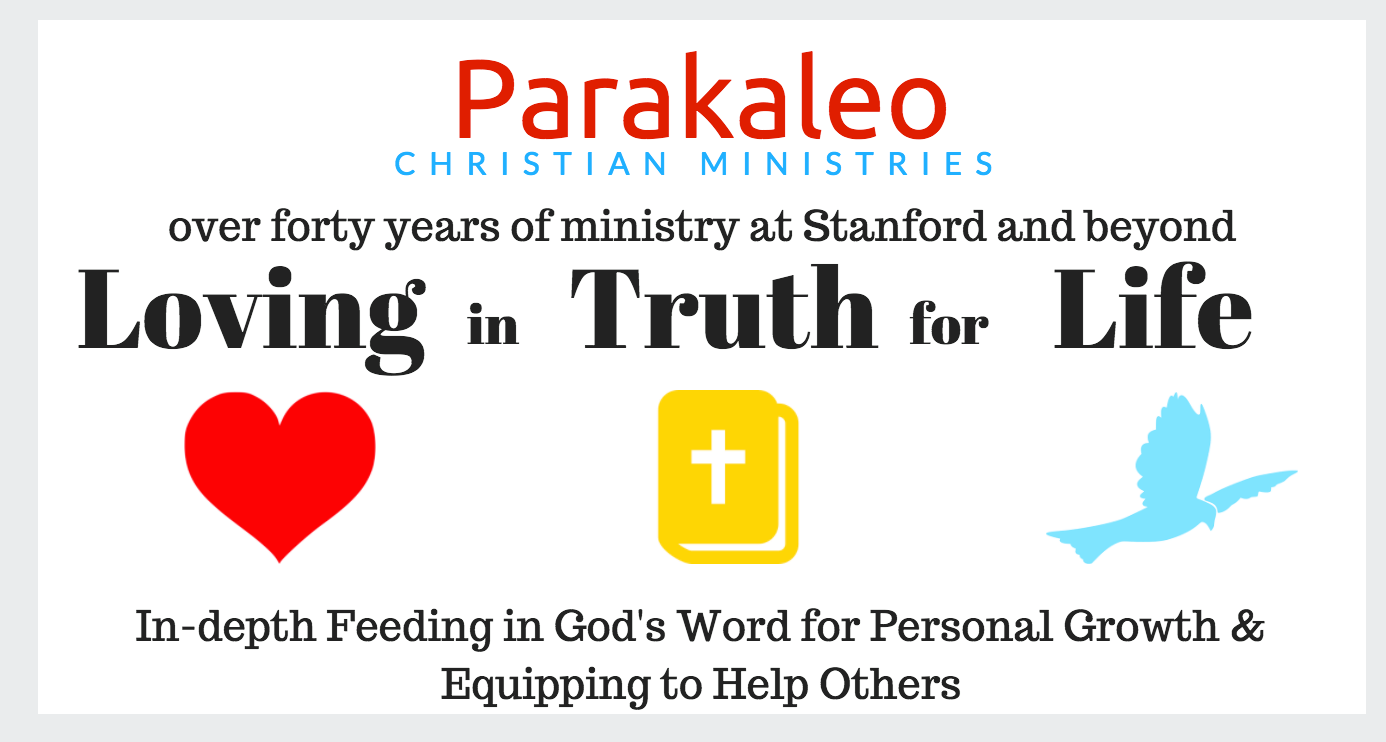 Parakaleo
CHRISTIAN MINISTRIES
over forty years of ministry at Stanford and beyond
Loving in Truth for Life
In-depth Feeding in God's Word for Personal Growth &
Equipping to Help Others